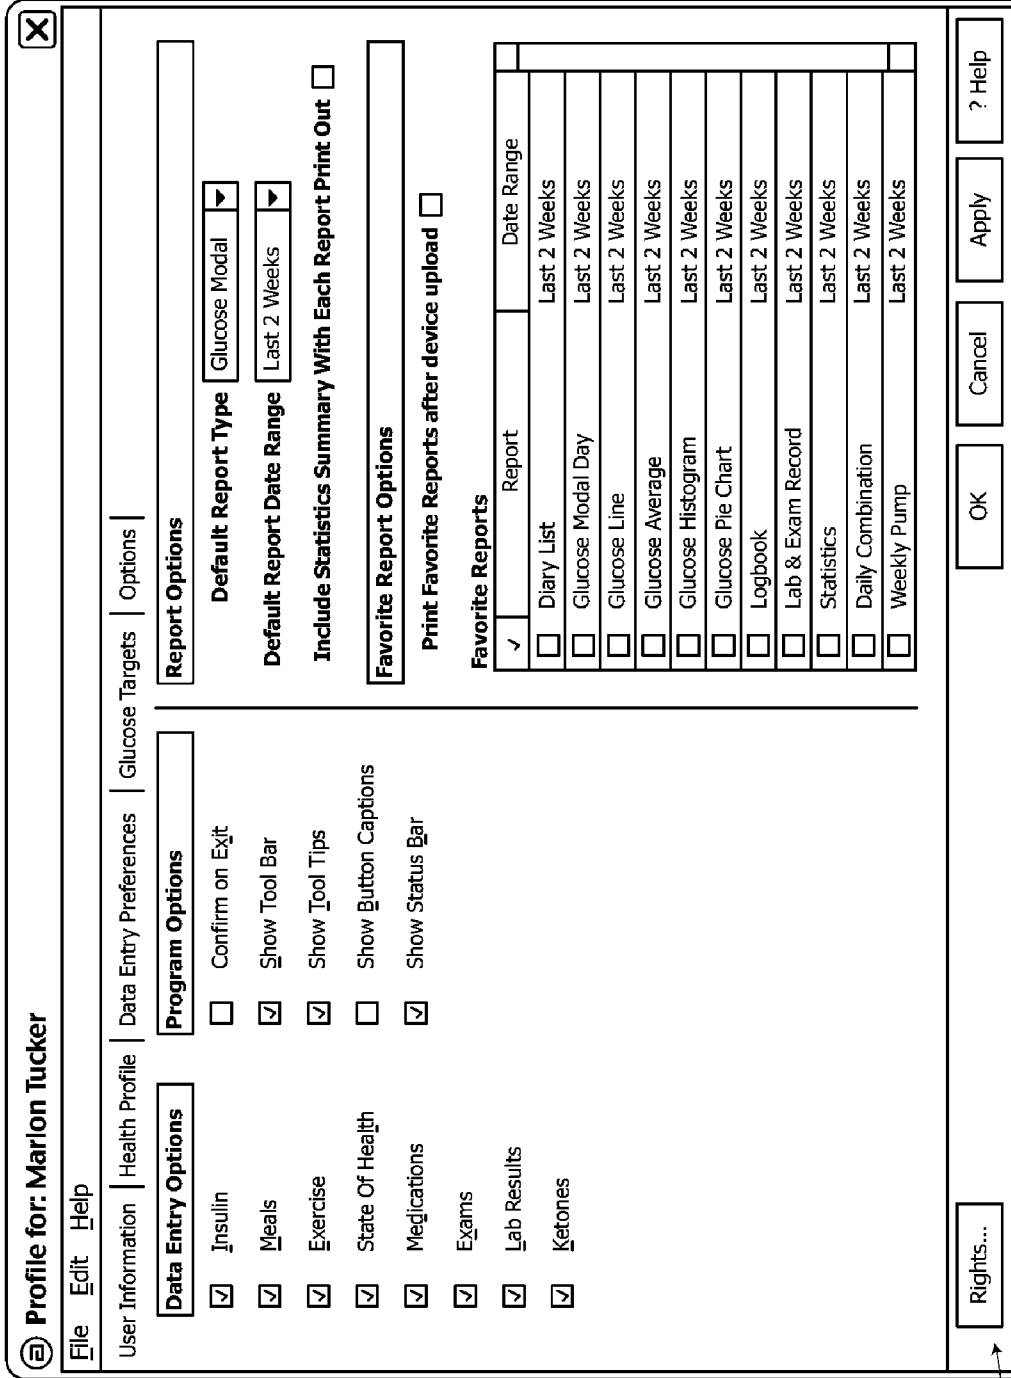 a Profile for: Marlon Tucker X
File Edit Help
User Information | Health Profile | Data Entry Preferences | Glucose Targets | Options |
Data Entry Options
Insulin
Meals
Exercise
State Of Health
Medications
Exams
Lab Results
Ketones
Program Options
Confirm on Exit
Show Tool Bar
Show Tool Tips
Show Button Captions
Show Status Bar
Report Options
Default Report Type Glucose Modal
Default Report Date Range Last 2 Weeks
Include Statistics Summary With Each Report Print Out
Favorite Report Options
Print Favorite Reports after device upload
Favorite Reports
✓ Report Date Range
Diary List Last 2 Weeks
Glucose Modal Day Last 2 Weeks
Glucose Line Last 2 Weeks
Glucose Average Last 2 Weeks
Glucose Histogram Last 2 Weeks
Glucose Pie Chart Last 2 Weeks
Logbook Last 2 Weeks
Lab & Exam Record Last 2 Weeks
Statistics Last 2 Weeks
Daily Combination Last 2 Weeks
Weekly Pump Last 2 Weeks
Rights... OK Cancel Apply ? Help